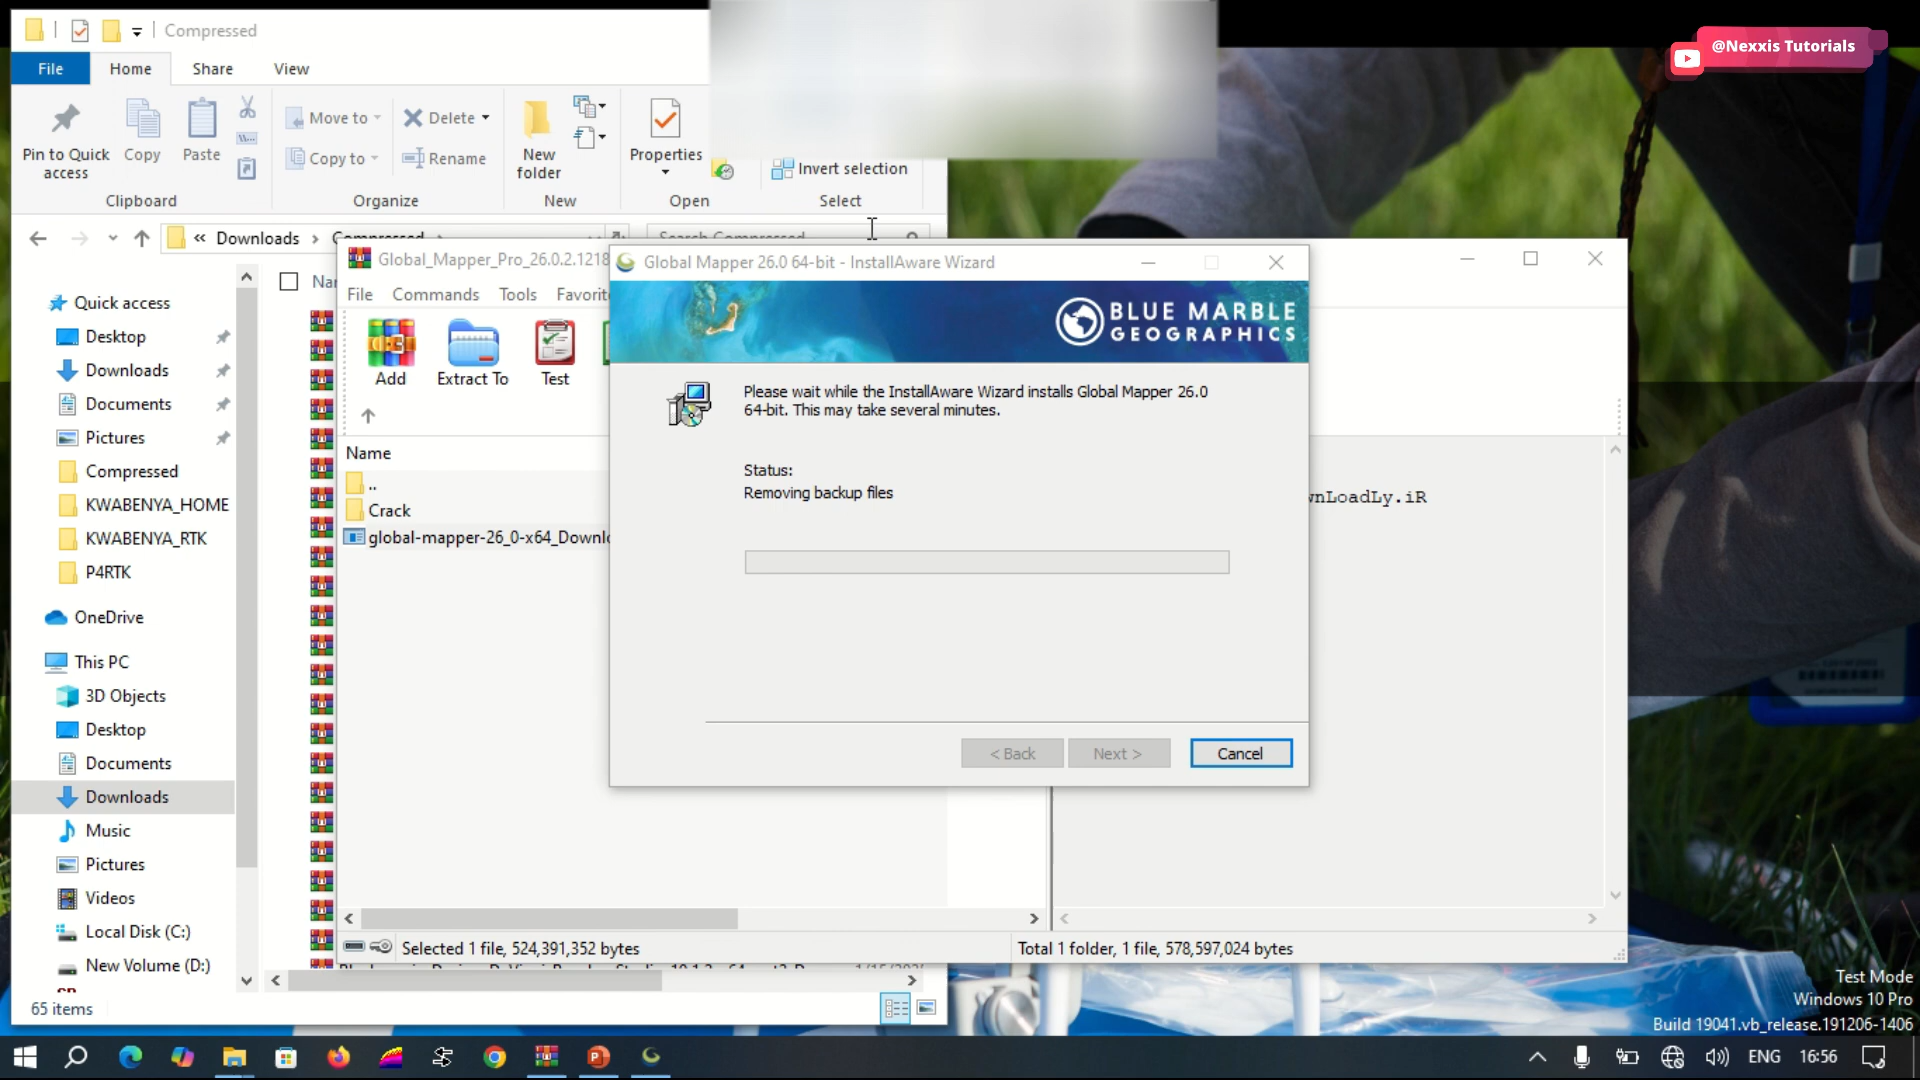 Compressed
@Nexxis Tutorials
File
Home
Share
View
Pin to Quick access
Copy
Paste
Move to
Copy to
Delete
Rename
New folder
Properties
Invert selection
Clipboard
Organize
New
Open
Select
« Downloads › Compressed
Search Compressed
Quick access
Desktop
Downloads
Documents
Pictures
Compressed
KWABENYA_HOME
KWABENYA_RTK
P4RTK
OneDrive
This PC
3D Objects
Desktop
Documents
Downloads
Music
Pictures
Videos
Local Disk (C:)
New Volume (D:)
65 items
Global_Mapper_Pro_26.0.2.1218
File
Commands
Tools
Add
Extract To
Test
Name
..
Crack
Selected 1 file, 524,391,352 bytes
Total 1 folder, 1 file, 578,597,024 bytes
Global Mapper 26.0 64-bit - InstallAware Wizard
BLUE MARBLE
GEOGRAPHICS
Please wait while the InstallAware Wizard installs Global Mapper 26.0
64-bit. This may take several minutes.
Status:
Removing backup files
< Back
Next >
Cancel
wnLoadLy.iR
Test Mode
Windows 10 Pro
Build 19041.vb_release.191206-1406
ENG
16:56